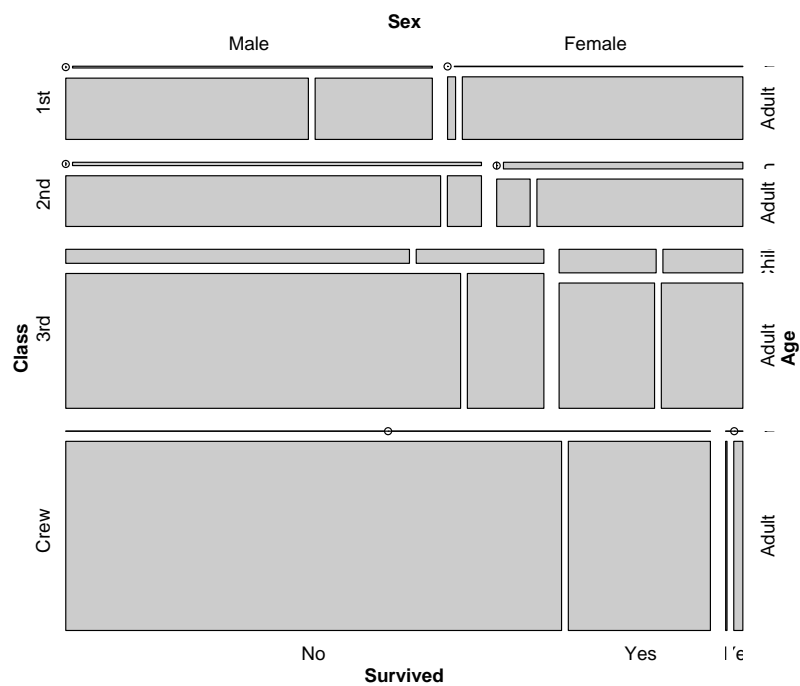 Sex
Male Female
1st
Adult
2nd
Adult
3rd
Adult
Class
Age
Crew
Adult
No Yes
Survived